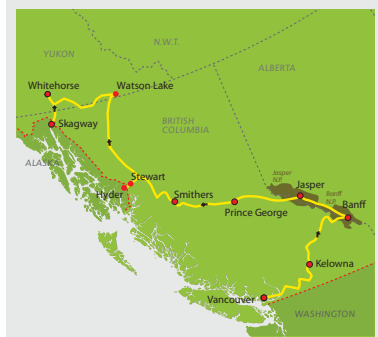 N.W.T.
YUKON
ALBERTA
Whitehorse
Watson Lake
BRITISH
COLUMBIA
Skagway
ALASKA
Stewart
Hyder
Smithers
Prince George
Jasper
N.P.
Jasper
Banff
N.P.
Banff
Kelowna
Vancouver
WASHINGTON